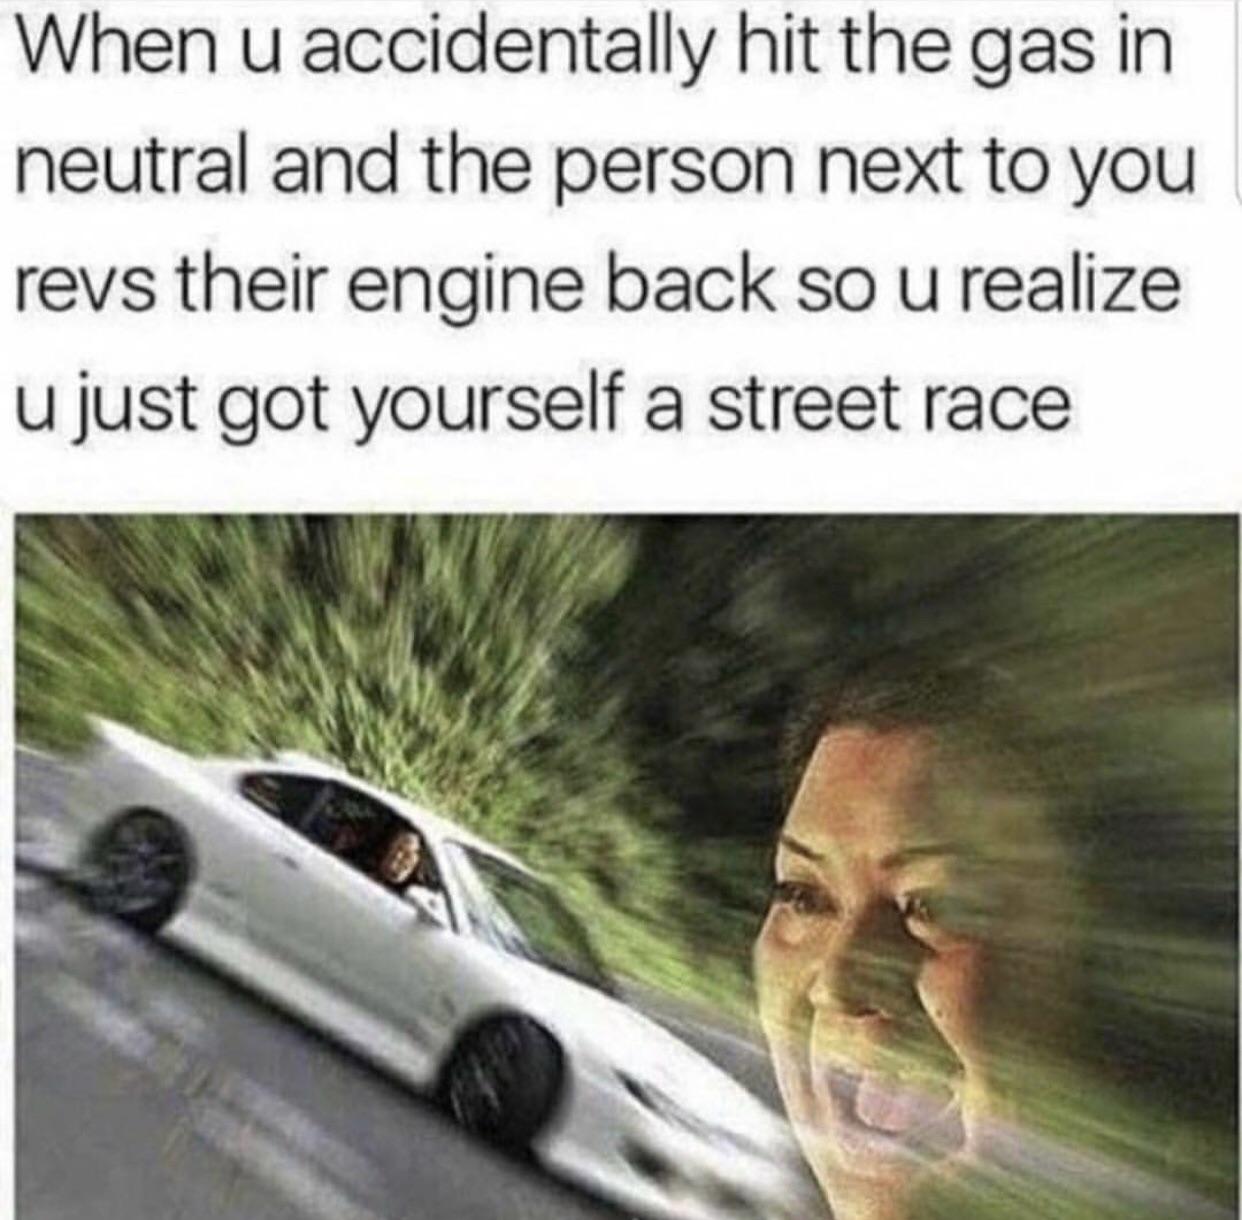 When u accidentally hit the gas in
neutral and the person next to you
revs their engine back so u realize
u just got yourself a street race